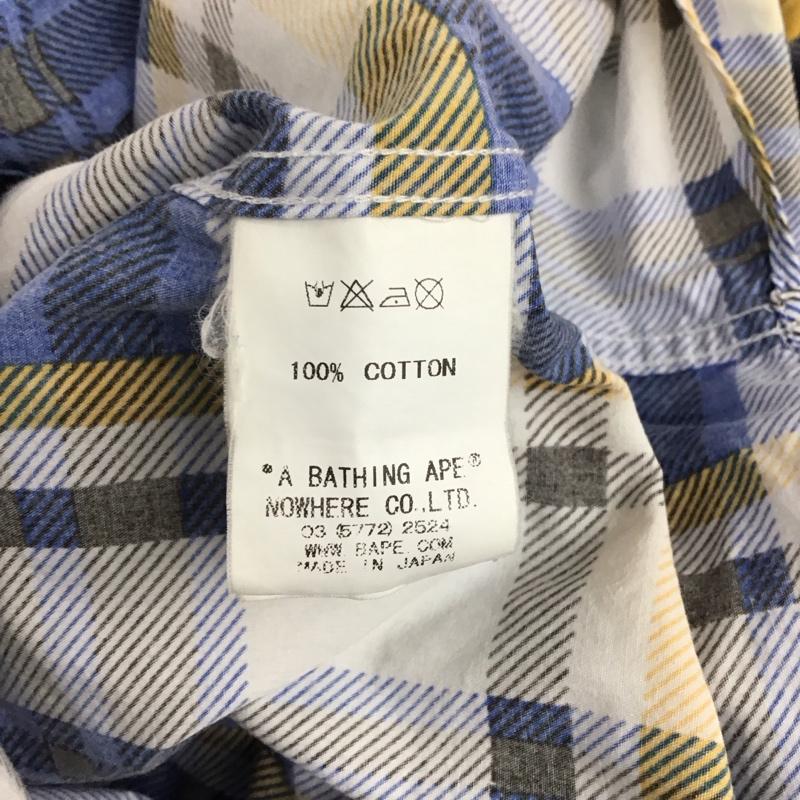 100% COTTON
*A BATHING APE®
NOWHERE CO.,LTD.
03 (5772) 2524
WWW.BAPE.COM
MADE IN JAPAN